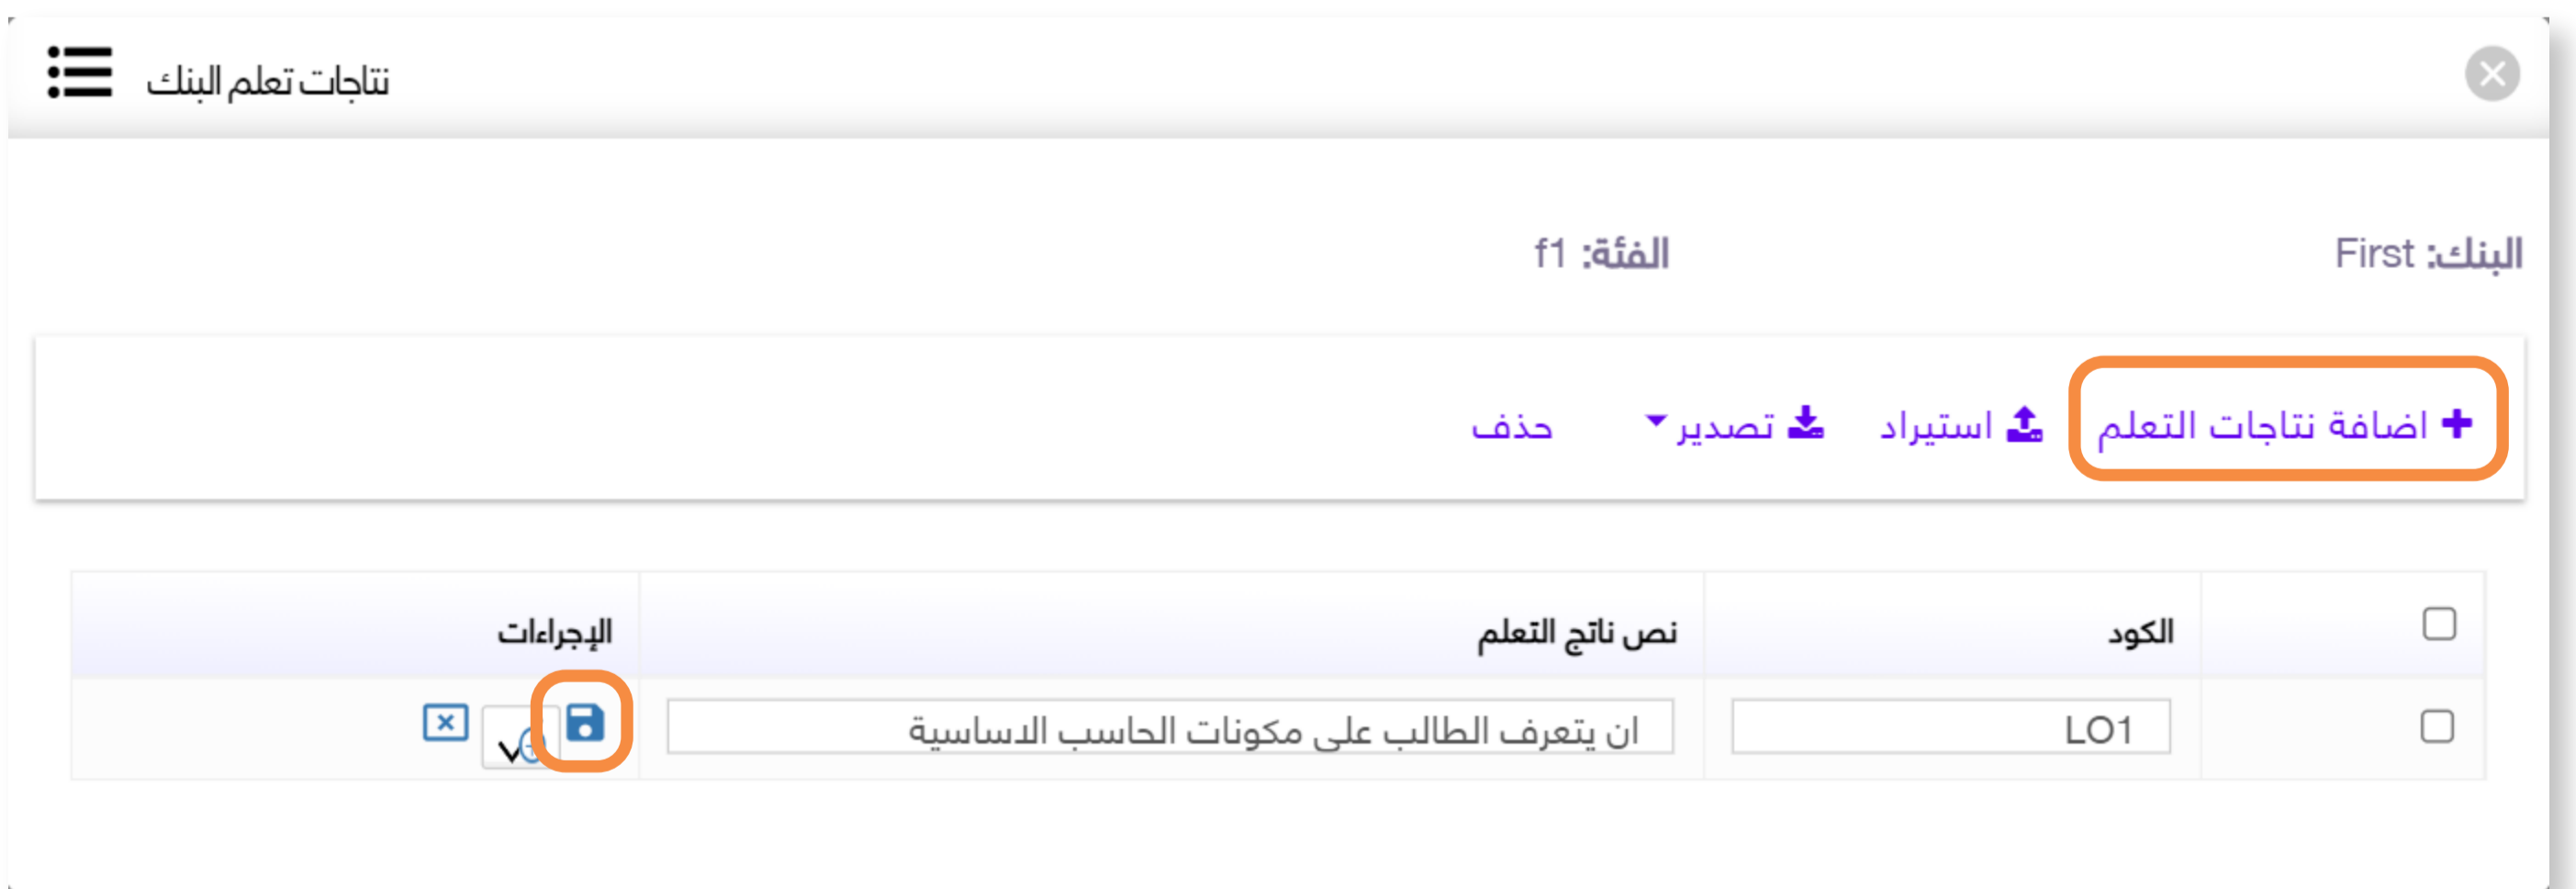 نتاجات تعلم البنك
البنك: First الفئة: f1
اضافة نتاجات التعلم استيراد تصدير حذف
الكود نص ناتج التعلم الإجراءات
LO1 ان يتعرف الطالب على مكونات الحاسب الاساسية